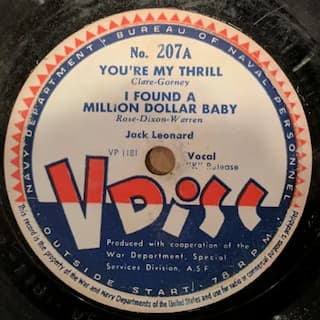 NAVY DEPARTMENT - BUREAU OF NAVAL PERSONNEL
No. 207A
YOU'RE MY THRILL
Clare-Gorney
I FOUND A
MILLION DOLLAR BABY
Rose-Dixon-Warren
Jack Leonard
VP 1181
Vocal
"K" Release
V Disc
Produced with cooperation of the
War Department, Special
Services Division, A.S.F.
OUTSIDE START - 78 R.P.M.
This record is the property of the War and Navy Departments of the United States and use for radio or commercial purposes is prohibited